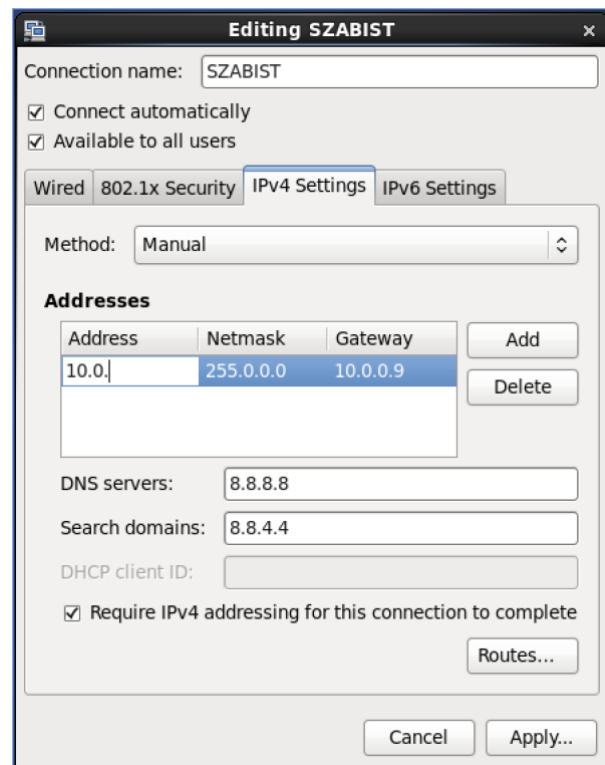 Editing SZABIST
Connection name: SZABIST
Connect automatically
Available to all users
Wired 802.1x Security IPv4 Settings IPv6 Settings
Method: Manual
Addresses
Address Netmask Gateway Add
10.0. 255.0.0.0 10.0.0.9
Delete
DNS servers: 8.8.8.8
Search domains: 8.8.4.4
DHCP client ID:
Require IPv4 addressing for this connection to complete
Routes...
Cancel Apply...